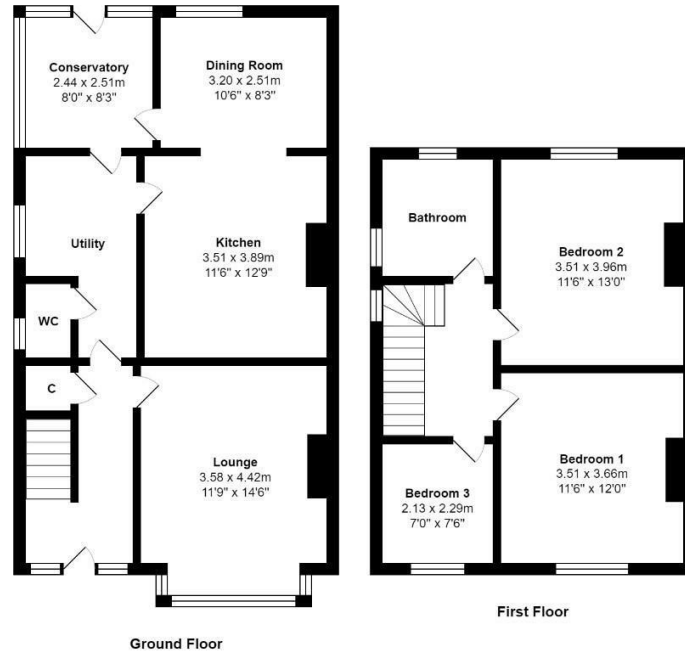 Conservatory
2.44 x 2.51m
8'0" x 8'3"
Dining Room
3.20 x 2.51m
10'6" x 8'3"
Utility
Kitchen
3.51 x 3.89m
11'6" x 12'9"
WC
C
Lounge
3.58 x 4.42m
11'9" x 14'6"
Ground Floor
Bathroom
Bedroom 2
3.51 x 3.96m
11'6" x 13'0"
Bedroom 1
3.51 x 3.66m
11'6" x 12'0"
Bedroom 3
2.13 x 2.29m
7'0" x 7'6"
First Floor